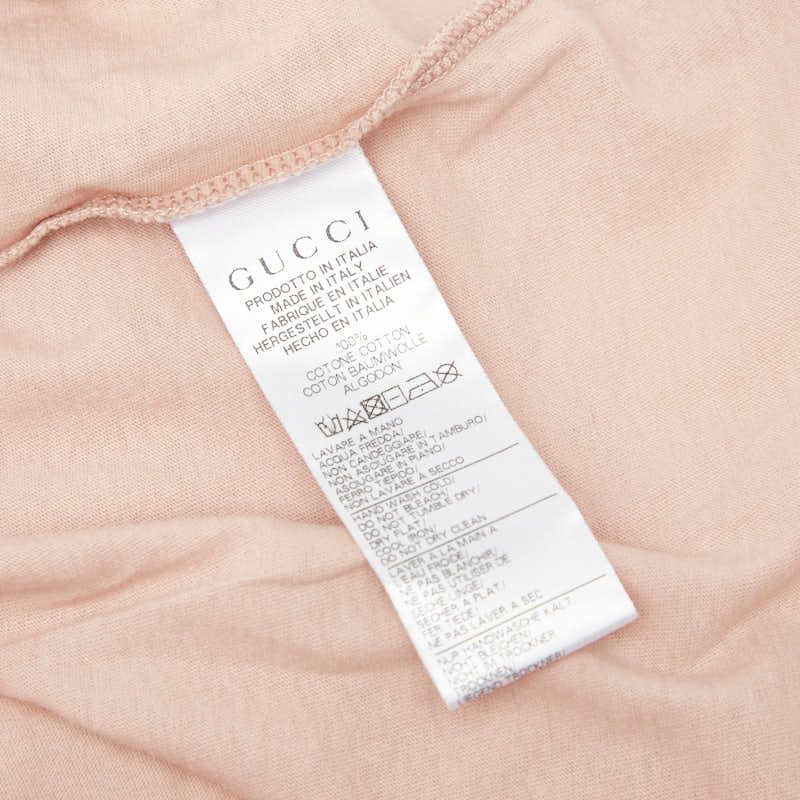 GUCCI
PRODOTTO IN ITALIA
MADE IN ITALY
FABRIQUE EN ITALIE
HERGESTELLT IN ITALIEN
HECHO EN ITALIA
100%
COTONE COTTON
COTON BAUMWOLLE
ALGODON
LAVARE A MANO
ACQUA FREDDA/
NON CANDEGGIARE/
NON ASCIUGARE IN TAMBURO/
ASCIUGARE IN PIANO/
FERRO TIEPIDO/
NON LAVARE A SECCO
HAND WASH COLD/
DO NOT BLEACH/
DO NOT TUMBLE DRY/
DRY FLAT/
COOL IRON/
DO NOT DRY CLEAN
LAVER A LA MAIN A
L'EAU FROIDE/
NE PAS BLANCHIR/
NE PAS UTILISER DE
SECHE LINGE/
SECHER A PLAT/
FER TIEDE/
NE PAS LAVER A SEC
NUR HANDWÄSCHE KALT/
NICHT BLEICHEN/
NICHT IM TROCKNER